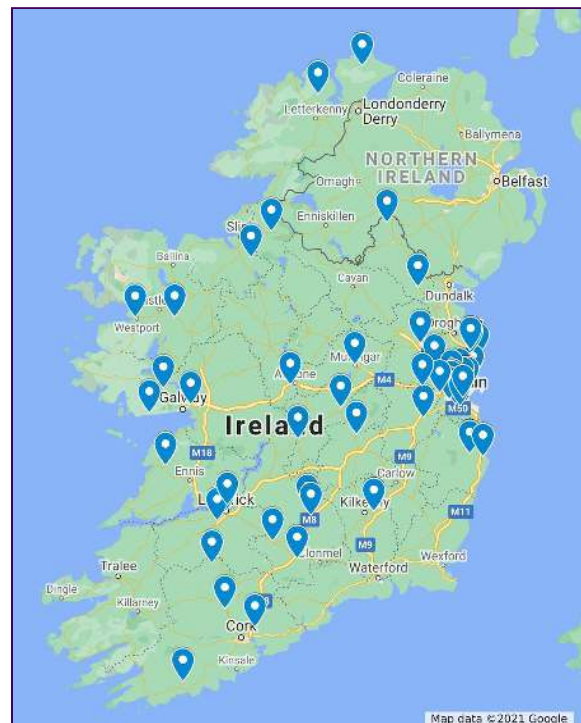 Coleraine
Letterkenny
Londonderry
Derry
Ballymena
NORTHERN
IRELAND
Omagh
Belfast
Enniskillen
Ballina
Cavan
Dundalk
Westport
M4
Galway
M50
Ireland
M18
M9
Ennis
Carlow
Kilkenny
M8
M11
M9
Clonmel
Wexford
Tralee
Waterford
Dingle
Killarney
Cork
Kinsale
Map data ©2021 Google